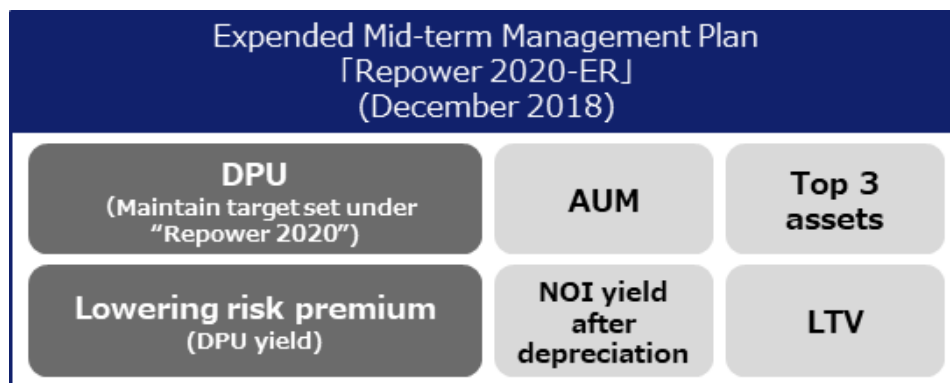 Expended Mid-term Management Plan
「Repower 2020-ER」
(December 2018)
DPU
(Maintain target set under
“Repower 2020”)
AUM
Top 3
assets
Lowering risk premium
(DPU yield)
NOI yield
after
depreciation
LTV